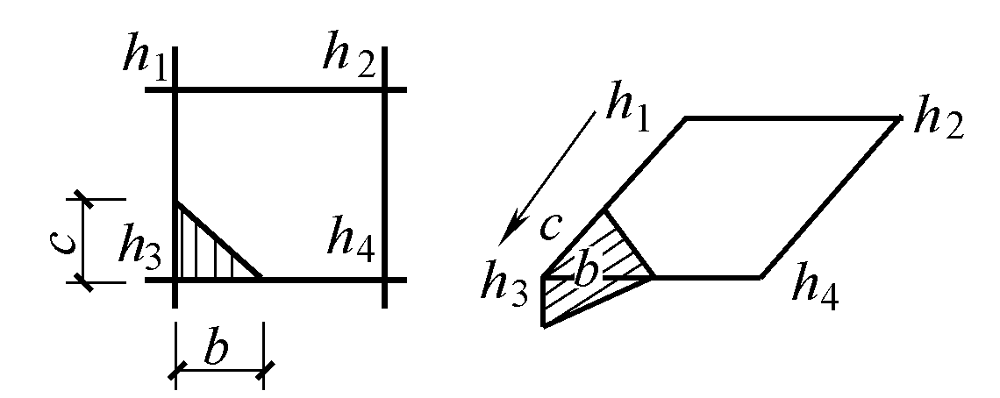 h₁ h₂
c h₃ h₄
b
h₁ h₂
c
h₃ b h₄